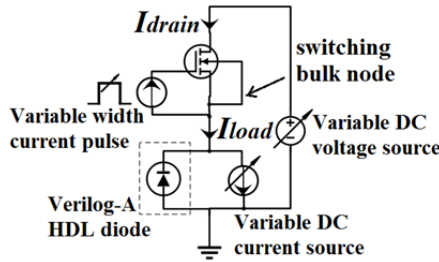 Idrain
switching
bulk node
Variable width
current pulse
Iload
Variable DC
voltage source
+
-
Verilog-A
HDL diode
Variable DC
current source